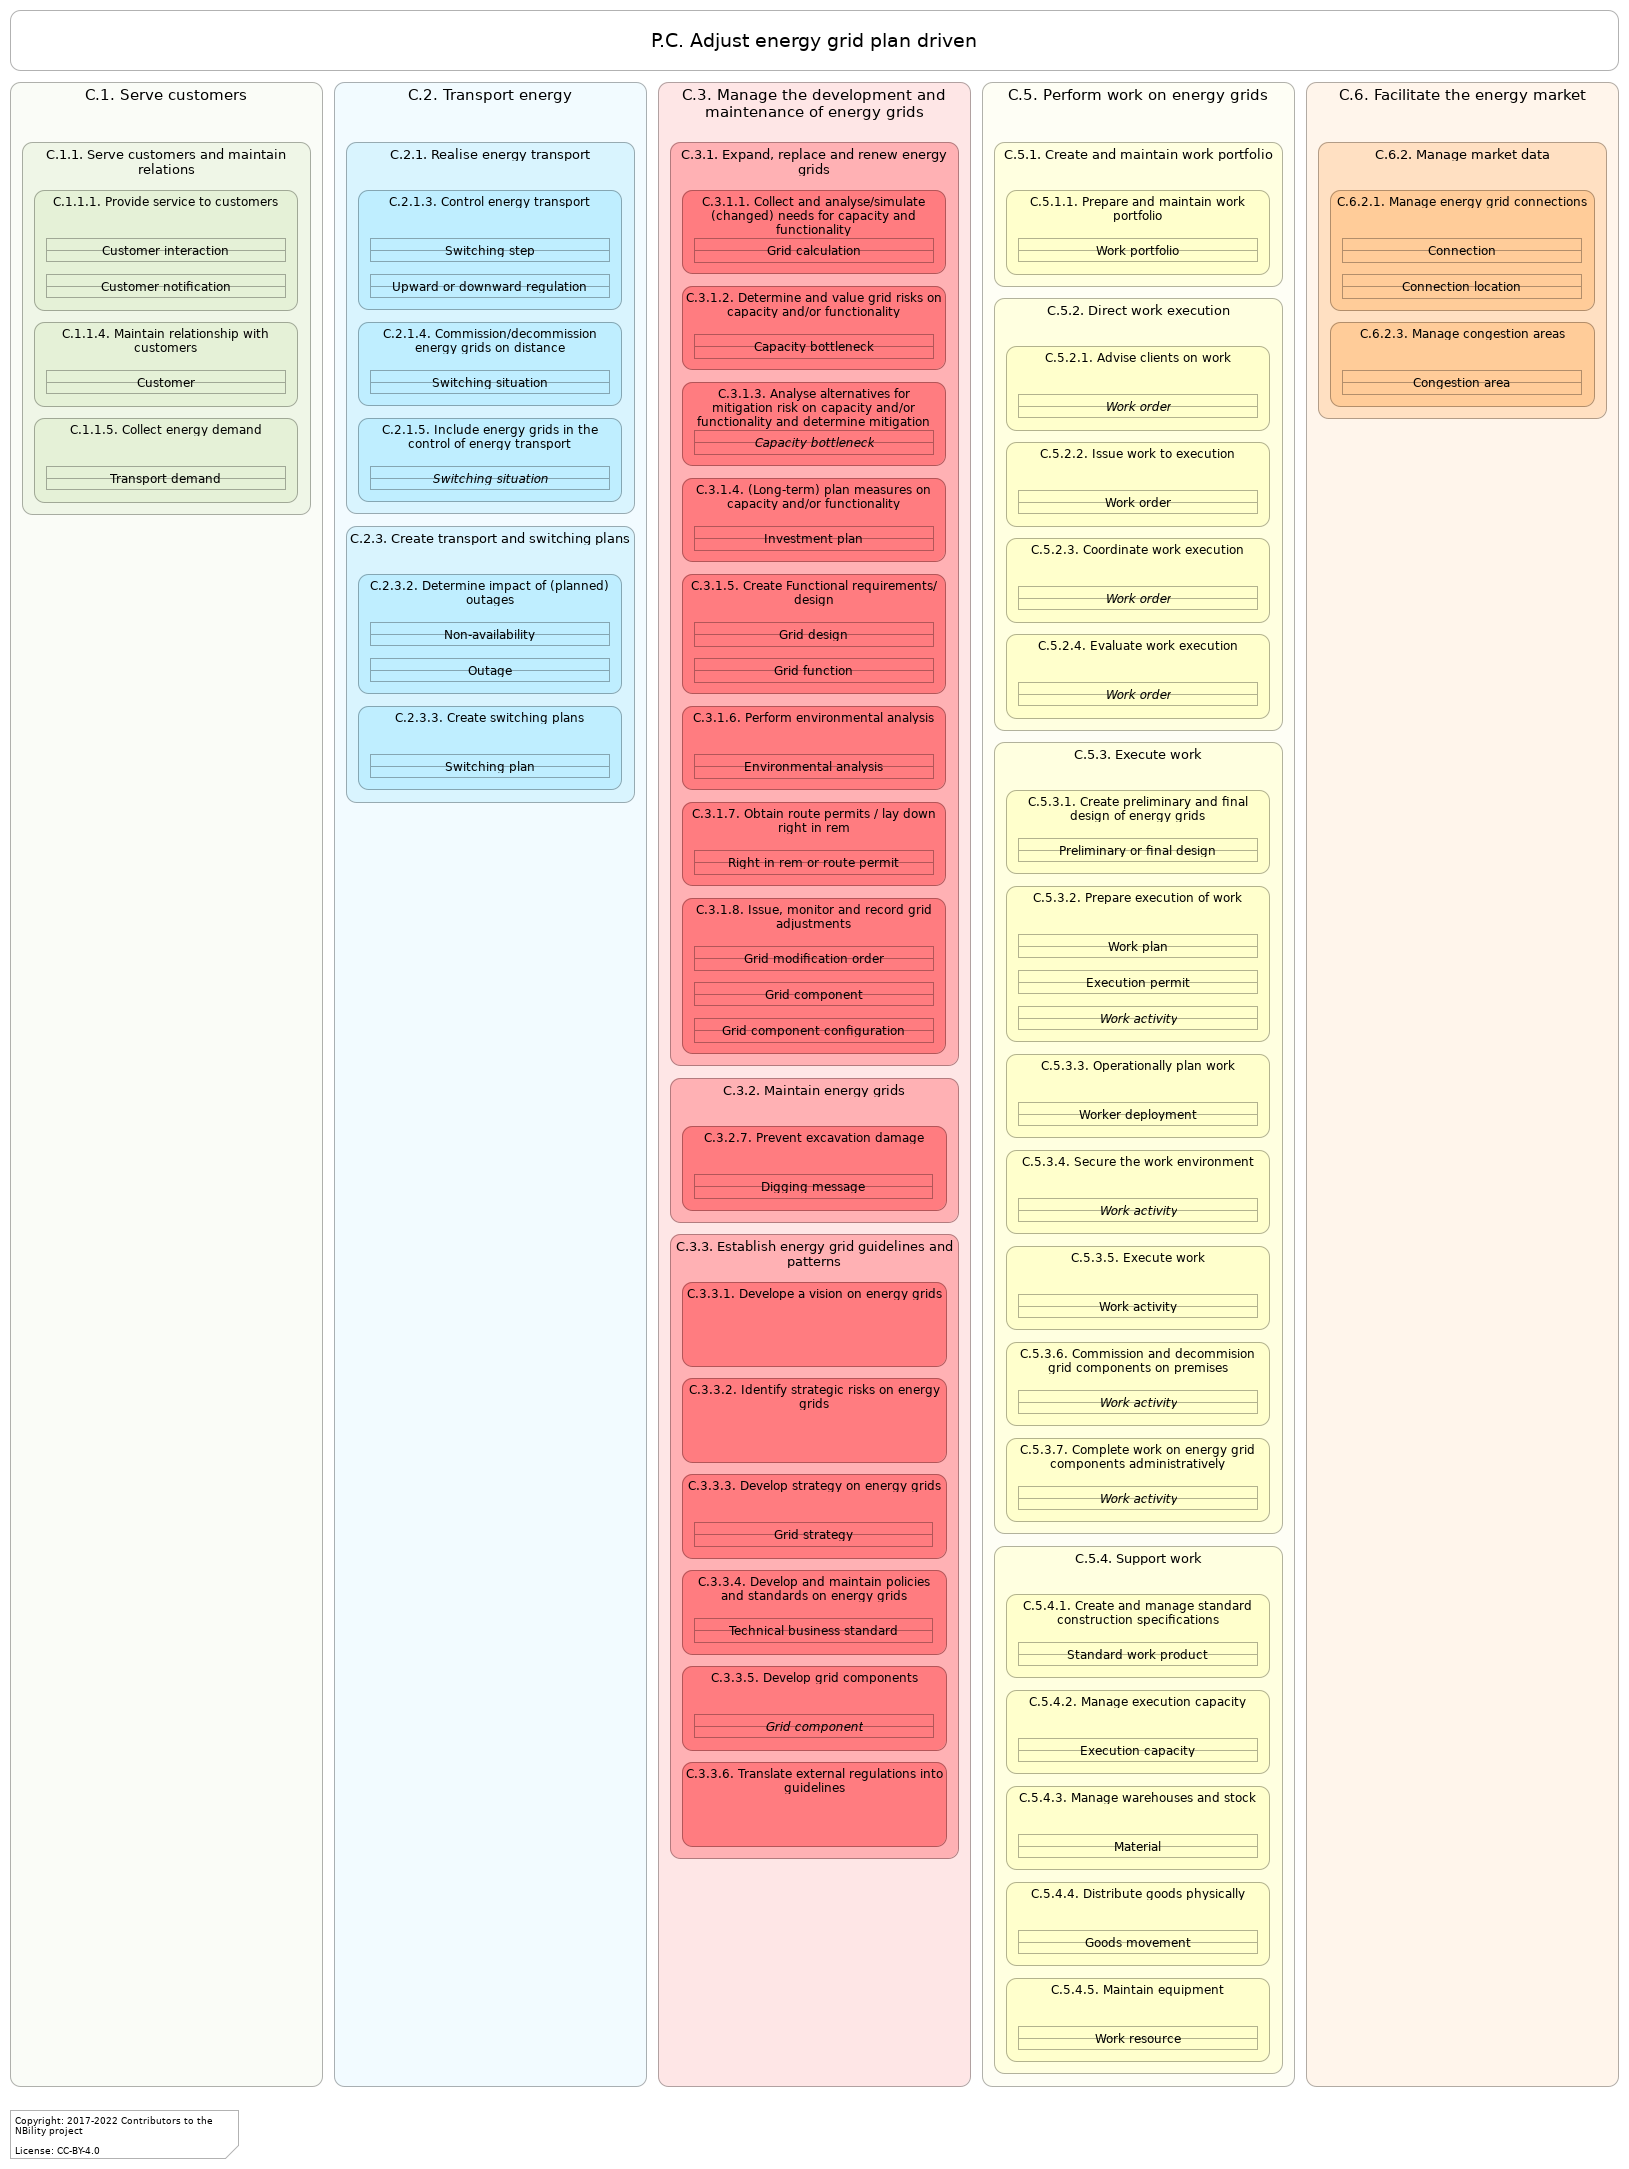 P.C. Adjust energy grid plan driven
C.1. Serve customers
C.1.1. Serve customers and maintain
relations
C.1.1.1. Provide service to customers
Customer interaction
Customer notification
C.1.1.4. Maintain relationship with
customers
Customer
C.1.1.5. Collect energy demand
Transport demand
C.2. Transport energy
C.2.1. Realise energy transport
C.2.1.3. Control energy transport
Switching step
Upward or downward regulation
C.2.1.4. Commission/decommission
energy grids on distance
Switching situation
C.2.1.5. Include energy grids in the
control of energy transport
Switching situation
C.2.3. Create transport and switching plans
C.2.3.2. Determine impact of (planned)
outages
Non-availability
Outage
C.2.3.3. Create switching plans
Switching plan
C.3. Manage the development and
maintenance of energy grids
C.3.1. Expand, replace and renew energy
grids
C.3.1.1. Collect and analyse/simulate
(changed) needs for capacity and
functionality
Grid calculation
C.3.1.2. Determine and value grid risks on
capacity and/or functionality
Capacity bottleneck
C.3.1.3. Analyse alternatives for
mitigation risk on capacity and/or
functionality and determine mitigation
Capacity bottleneck
C.3.1.4. (Long-term) plan measures on
capacity and/or functionality
Investment plan
C.3.1.5. Create Functional requirements/
design
Grid design
Grid function
C.3.1.6. Perform environmental analysis
Environmental analysis
C.3.1.7. Obtain route permits / lay down
right in rem
Right in rem or route permit
C.3.1.8. Issue, monitor and record grid
adjustments
Grid modification order
Grid component
Grid component configuration
C.3.2. Maintain energy grids
C.3.2.7. Prevent excavation damage
Digging message
C.3.3. Establish energy grid guidelines and
patterns
C.3.3.1. Develope a vision on energy grids
C.3.3.2. Identify strategic risks on energy
grids
C.3.3.3. Develop strategy on energy grids
Grid strategy
C.3.3.4. Develop and maintain policies
and standards on energy grids
Technical business standard
C.3.3.5. Develop grid components
Grid component
C.3.3.6. Translate external regulations into
guidelines
C.5. Perform work on energy grids
C.5.1. Create and maintain work portfolio
C.5.1.1. Prepare and maintain work
portfolio
Work portfolio
C.5.2. Direct work execution
C.5.2.1. Advise clients on work
Work order
C.5.2.2. Issue work to execution
Work order
C.5.2.3. Coordinate work execution
Work order
C.5.2.4. Evaluate work execution
Work order
C.5.3. Execute work
C.5.3.1. Create preliminary and final
design of energy grids
Preliminary or final design
C.5.3.2. Prepare execution of work
Work plan
Execution permit
Work activity
C.5.3.3. Operationally plan work
Worker deployment
C.5.3.4. Secure the work environment
Work activity
C.5.3.5. Execute work
Work activity
C.5.3.6. Commission and decommision
grid components on premises
Work activity
C.5.3.7. Complete work on energy grid
components administratively
Work activity
C.5.4. Support work
C.5.4.1. Create and manage standard
construction specifications
Standard work product
C.5.4.2. Manage execution capacity
Execution capacity
C.5.4.3. Manage warehouses and stock
Material
C.5.4.4. Distribute goods physically
Goods movement
C.5.4.5. Maintain equipment
Work resource
C.6. Facilitate the energy market
C.6.2. Manage market data
C.6.2.1. Manage energy grid connections
Connection
Connection location
C.6.2.3. Manage congestion areas
Congestion area
Copyright: 2017-2022 Contributors to the
NBility project
License: CC-BY-4.0